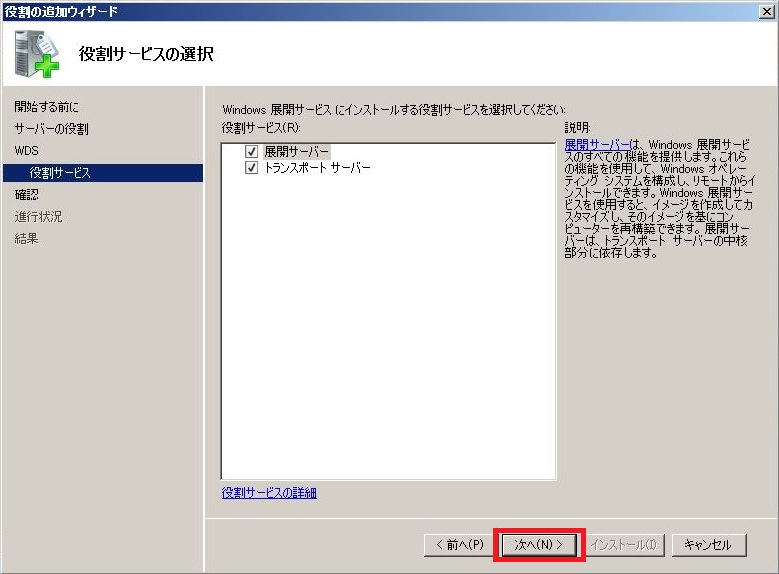 役割の追加ウィザード
役割サービスの選択
開始する前に
サーバーの役割
WDS
役割サービス
確認
進行状況
結果
Windows 展開サービス にインストールする役割サービスを選択してください:
役割サービス(R):
展開サーバー
トランスポート サーバー
役割サービスの詳細
説明:
展開サーバーは、Windows 展開サービ
スのすべての機能を提供します。これら
の機能を使用して、Windows オペレー
ティング システムを構成し、リモートからイ
ンストールできます。Windows 展開サー
ビスを使用すると、イメージを作成してカ
スタマイズし、そのイメージを基にコン
ピューターを再構築できます。展開サー
バーは、トランスポート サーバーの中核
部分に依存します。
< 前へ(P)
次へ(N) >
インストール(I)
キャンセル